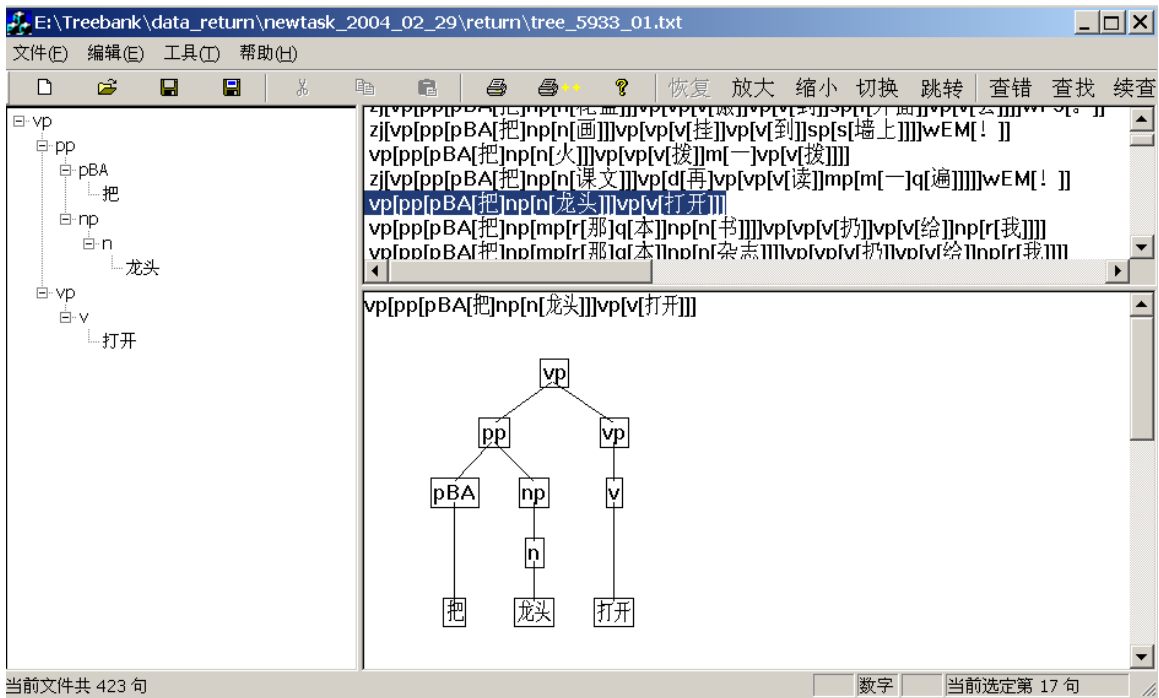 E:\Treebank\data_return\newtask_2004_02_29\return\tree_5933_01.txt
文件(F) 编辑(E) 工具(T) 帮助(H)
恢复 放大 缩小 切换 跳转 查错 查找 续查
vp
pp
pBA
把
np
n
龙头
vp
v
打开
zj[vp[pp[pBA[把]np[n[画]]]vp[vp[v[挂]]vp[v[到]]sp[s[墙上]]]]wEM[！]]
vp[pp[pBA[把]np[n[火]]]vp[vp[v[拨]]m[一]vp[v[拨]]]]
zj[vp[pp[pBA[把]np[n[课文]]]vp[d[再]vp[vp[v[读]]mp[m[一]q[遍]]]]]wEM[！]]
vp[pp[pBA[把]np[n[龙头]]]vp[v[打开]]]
vp[pp[pBA[把]np[mp[r[那]q[本]]np[n[书]]]]vp[vp[v[扔]]vp[v[给]]np[r[我]]]]
vp[pp[pBA[把]np[mp[r[那]q[本]]np[n[杂志]]]]vp[vp[v[扔]]vp[v[给]]np[r[我]]]]
vp[pp[pBA[把]np[n[龙头]]]vp[v[打开]]]
vp
pp vp
pBA np v
n
把 龙头 打开
当前文件共 423 句 数字 当前选定第 17 句